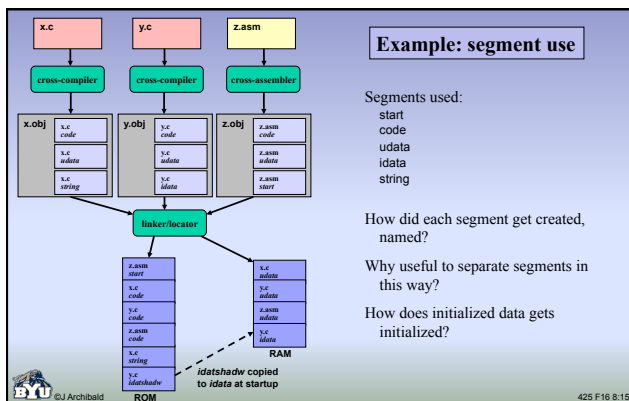 x.c
y.c
z.asm
Example: segment use
cross-compiler
cross-compiler
cross-assembler
x.obj
x.c
code
x.c
udata
x.c
string
y.obj
y.c
code
y.c
udata
y.c
idata
z.obj
z.asm
code
z.asm
udata
z.asm
start
linker/locator
z.asm
start
x.c
code
y.c
code
z.asm
code
x.c
string
y.c
idatshadw
ROM
x.c
udata
y.c
udata
z.asm
udata
y.c
idata
RAM
idatshadw copied
to idata at startup
Segments used:
start
code
udata
idata
string
How did each segment get created,
named?
Why useful to separate segments in
this way?
How does initialized data gets
initialized?
BYU
©J Archibald
425 F16 8:15